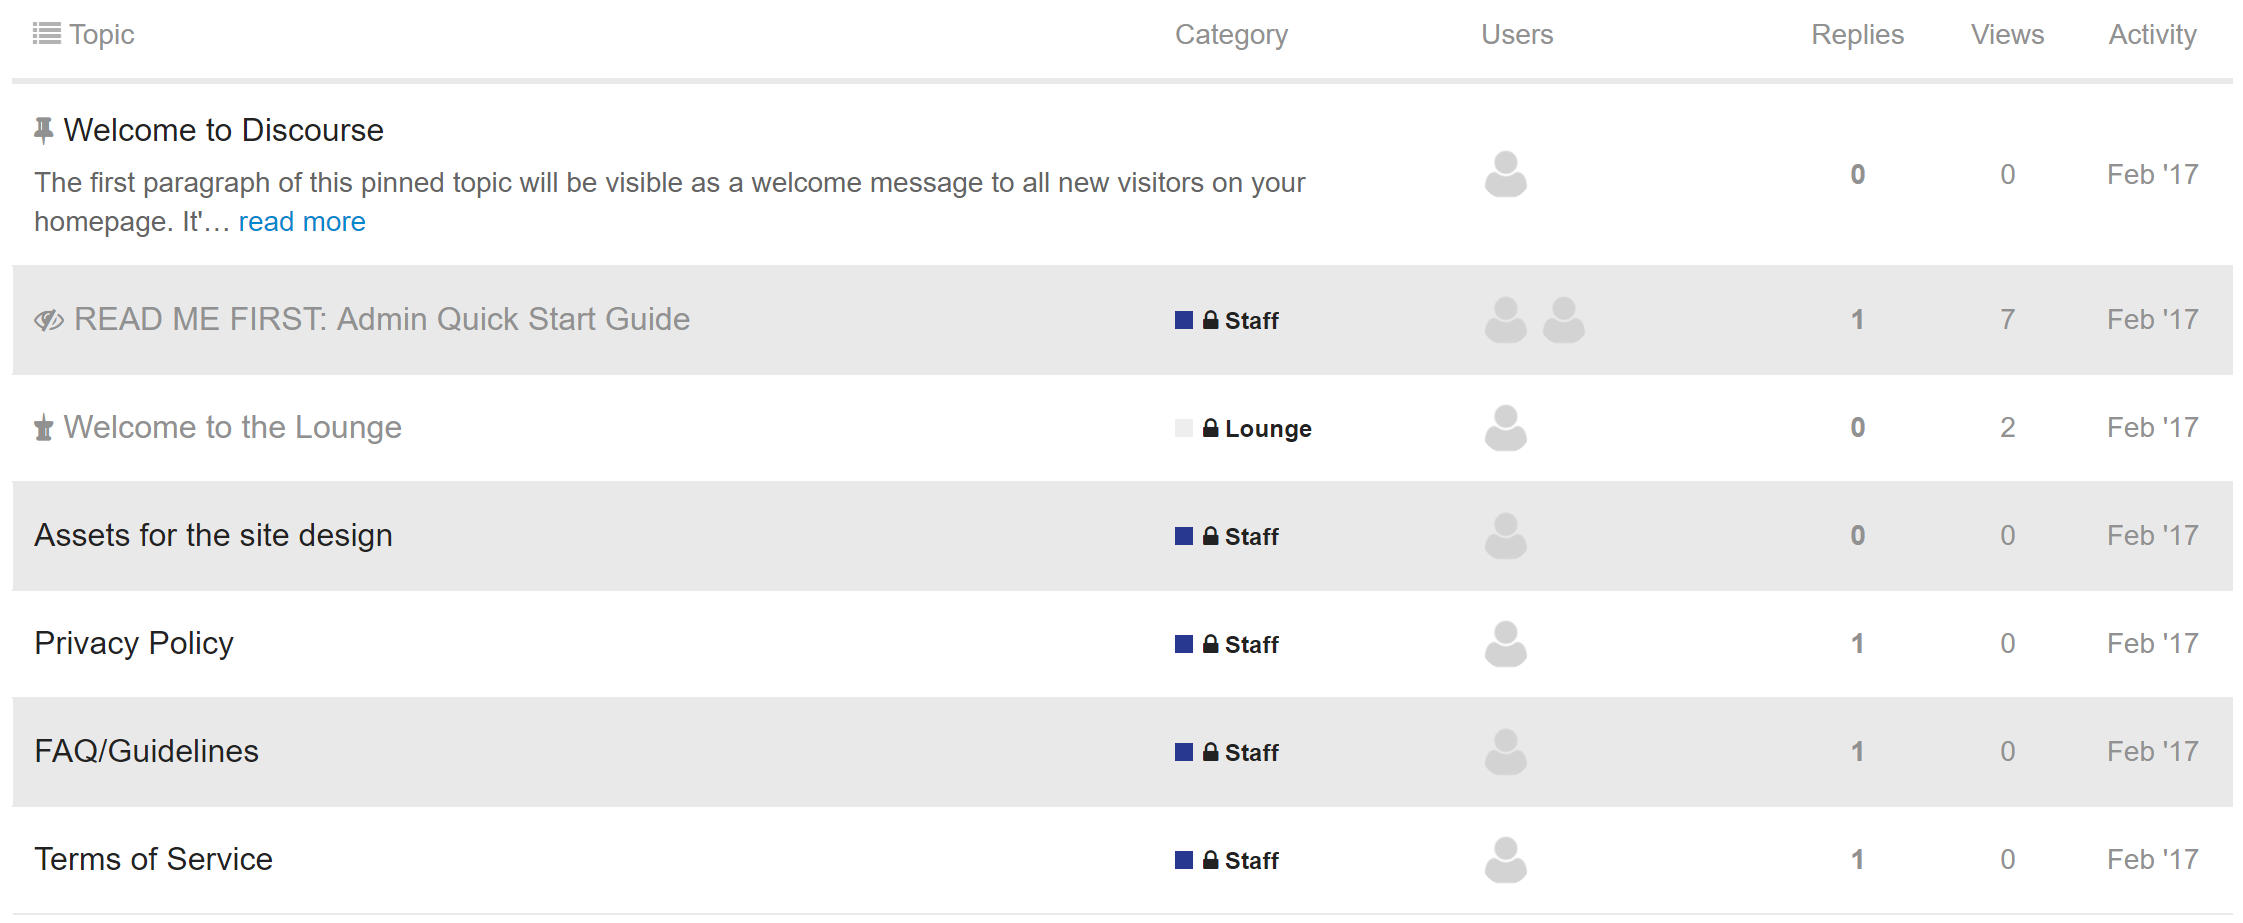 Topic Category Users Replies Views Activity
Welcome to Discourse
The first paragraph of this pinned topic will be visible as a welcome message to all new visitors on your
homepage. It'… read more
0 0 Feb '17
READ ME FIRST: Admin Quick Start Guide Staff 1 7 Feb '17
Welcome to the Lounge Lounge 0 2 Feb '17
Assets for the site design Staff 0 0 Feb '17
Privacy Policy Staff 1 0 Feb '17
FAQ/Guidelines Staff 1 0 Feb '17
Terms of Service Staff 1 0 Feb '17